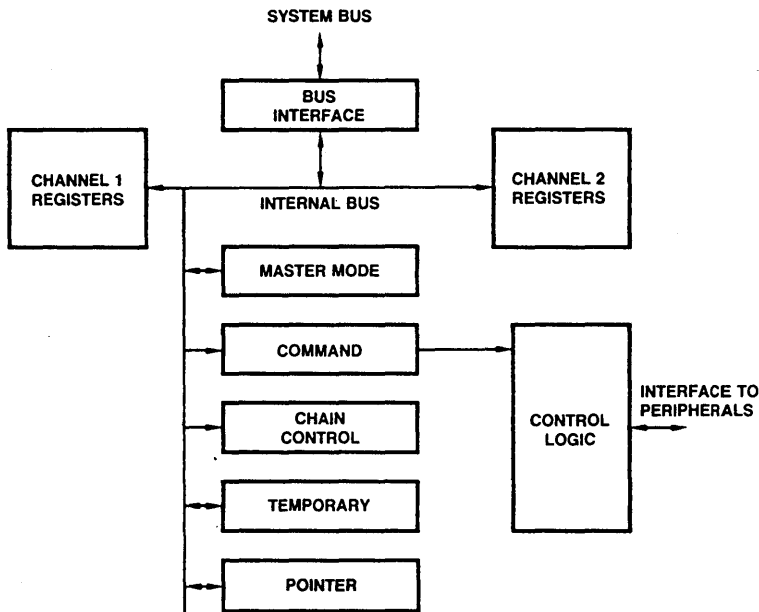 SYSTEM BUS
BUS
INTERFACE
CHANNEL 1
REGISTERS
CHANNEL 2
REGISTERS
INTERNAL BUS
MASTER MODE
COMMAND
CHAIN
CONTROL
TEMPORARY
POINTER
CONTROL
LOGIC
INTERFACE TO
PERIPHERALS